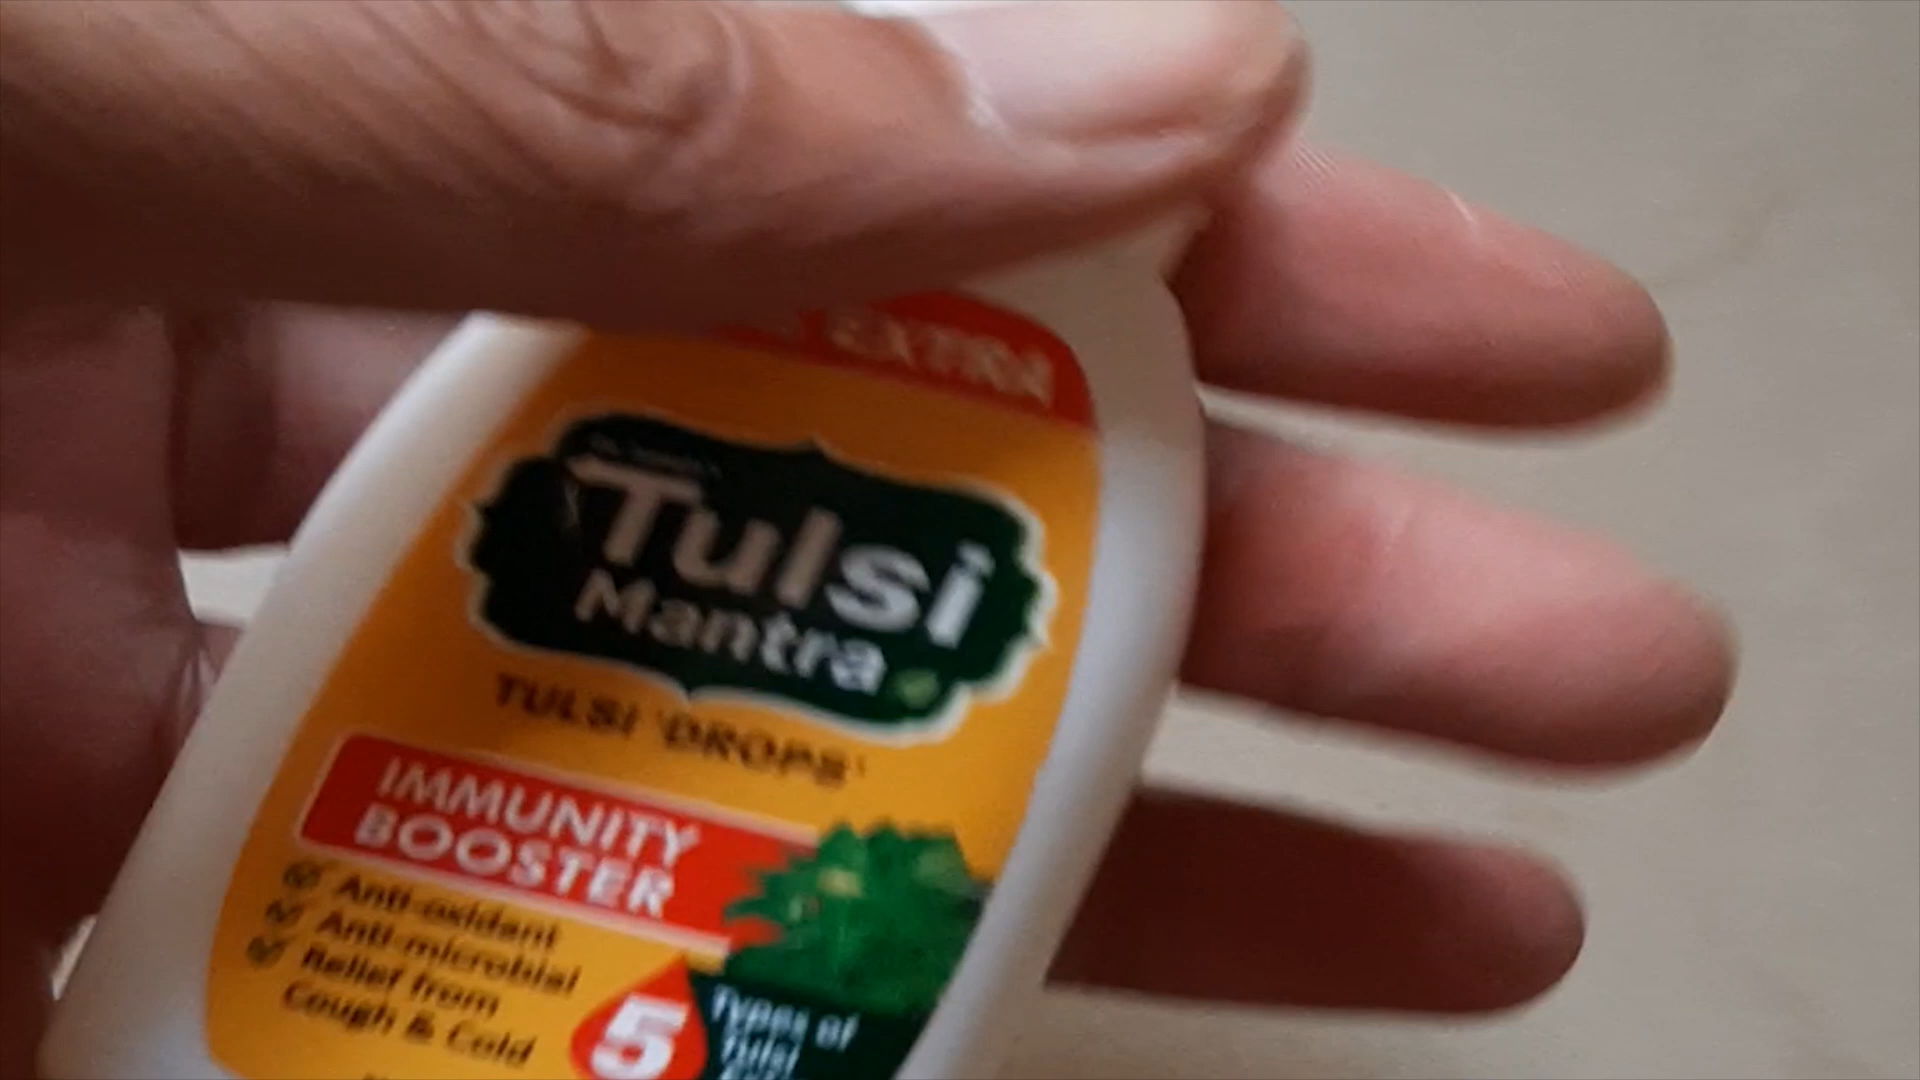 EXTRA
Tulsi
Mantra
TULSI 'DROPS'
IMMUNITY
BOOSTER
Anti-oxidant
Anti-microbial
Relief from
Cough & Cold
5
Types of
Tulsi